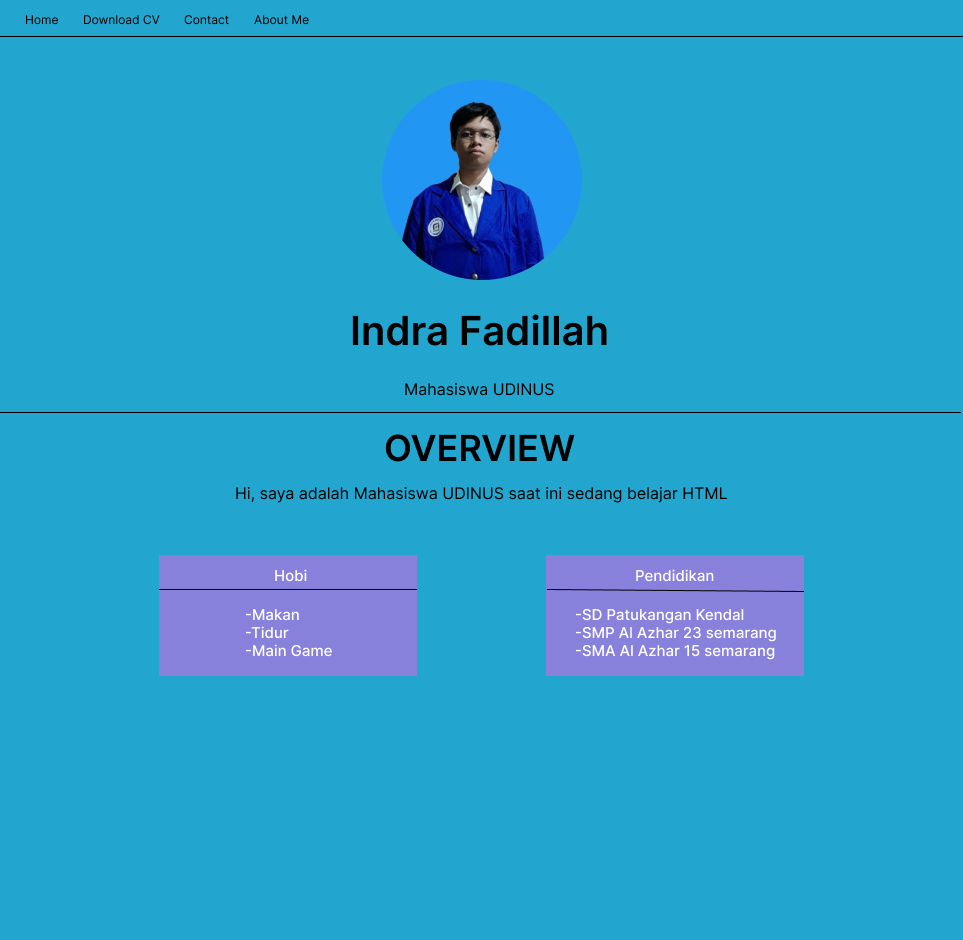 Home Download CV Contact About Me
Indra Fadillah
Mahasiswa UDINUS
OVERVIEW
Hi, saya adalah Mahasiswa UDINUS saat ini sedang belajar HTML
Hobi
-Makan
-Tidur
-Main Game
Pendidikan
-SD Patukangan Kendal
-SMP Al Azhar 23 semarang
-SMA Al Azhar 15 semarang